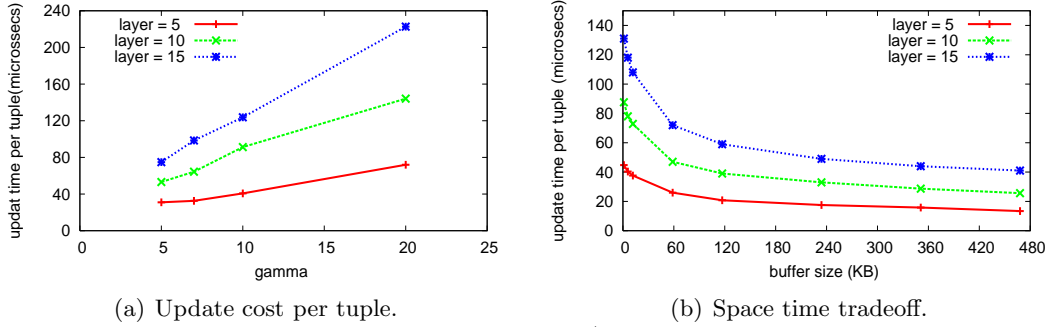 updat time per tuple(microssecs)
240
200
160
120
80
40
0
layer = 5
layer = 10
layer = 15
0 5 10 15 20 25
gamma
(a) Update cost per tuple.
update time per tuple (microssecs)
140
120
100
80
60
40
20
0
layer = 5
layer = 10
layer = 15
0 60 120 180 240 300 360 420 480
buffer size (KB)
(b) Space time tradeoff.